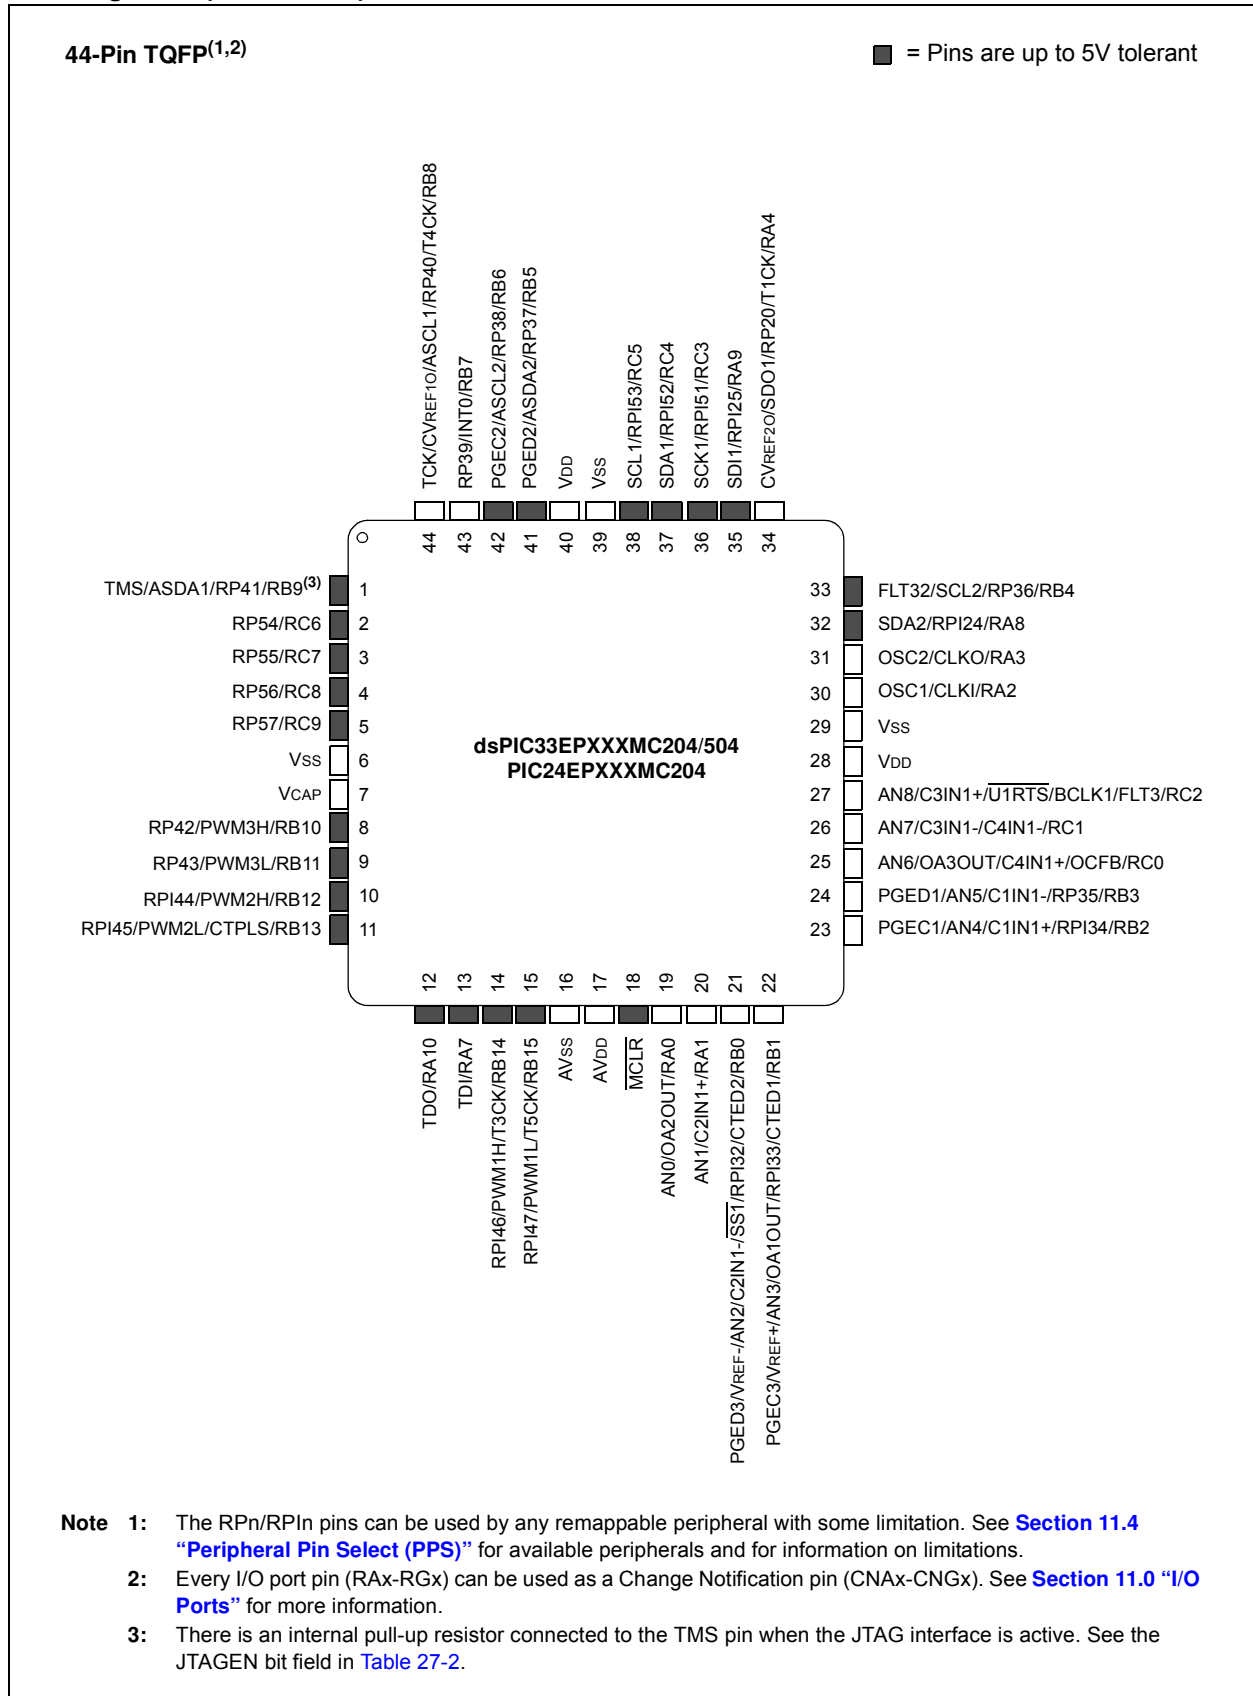 44-Pin TQFP(1,2)
= Pins are up to 5V tolerant
TCK/CVREF1O/ASCL1/RP40/T4CK/RB8
RP39/INT0/RB7
PGEC2/ASCL2/RP38/RB6
PGED2/ASDA2/RP37/RB5
VDD
VSS
SCL1/RPI53/RC5
SDA1/RPI52/RC4
SCK1/RPI51/RC3
SDI1/RPI25/RA9
CVREF2O/SDO1/RP20/T1CK/RA4
44
43
42
41
40
39
38
37
36
35
34
TMS/ASDA1/RP41/RB9(3) 1
RP54/RC6 2
RP55/RC7 3
RP56/RC8 4
RP57/RC9 5
VSS 6
VCAP 7
RP42/PWM3H/RB10 8
RP43/PWM3L/RB11 9
RPI44/PWM2H/RB12 10
RPI45/PWM2L/CTPLS/RB13 11
dsPIC33EPXXXMC204/504
PIC24EPXXXMC204
33 FLT32/SCL2/RP36/RB4
32 SDA2/RPI24/RA8
31 OSC2/CLKO/RA3
30 OSC1/CLKI/RA2
29 VSS
28 VDD
27 AN8/C3IN1+/U1RTS/BCLK1/FLT3/RC2
26 AN7/C3IN1-/C4IN1-/RC1
25 AN6/OA3OUT/C4IN1+/OCFB/RC0
24 PGED1/AN5/C1IN1-/RP35/RB3
23 PGEC1/AN4/C1IN1+/RPI34/RB2
12
13
14
15
16
17
18
19
20
21
22
TDO/RA10
TDI/RA7
RPI46/PWM1H/T3CK/RB14
RPI47/PWM1L/T5CK/RB15
AVSS
AVDD
MCLR
AN0/OA2OUT/RA0
AN1/C2IN1+/RA1
PGED3/VREF-/AN2/C2IN1-/SS1/RPI32/CTED2/RB0
PGEC3/VREF+/AN3/OA1OUT/RPI33/CTED1/RB1
Note 1: The RPn/RPIn pins can be used by any remappable peripheral with some limitation. See Section 11.4
“Peripheral Pin Select (PPS)” for available peripherals and for information on limitations.
2: Every I/O port pin (RAx-RGx) can be used as a Change Notification pin (CNAx-CNGx). See Section 11.0 “I/O
Ports” for more information.
3: There is an internal pull-up resistor connected to the TMS pin when the JTAG interface is active. See the
JTAGEN bit field in Table 27-2.